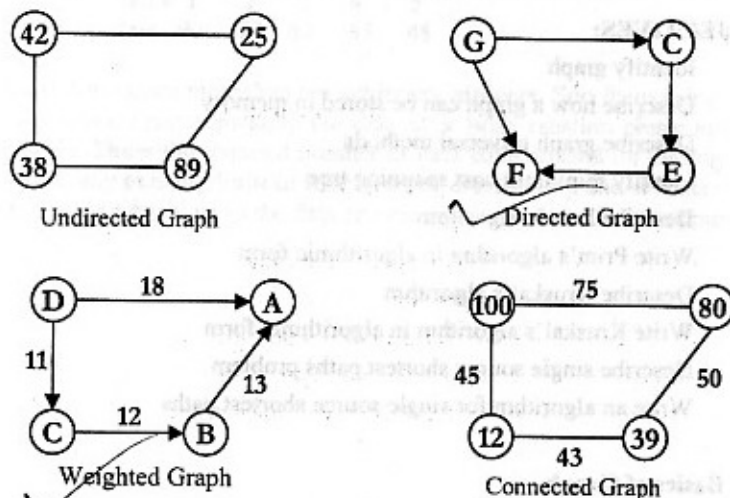 42 25
38 89
Undirected Graph
G C
F E
Directed Graph
D 18 A
11 13
C 12 B
Weighted Graph
100 75 80
45 50
12 43 39
Connected Graph